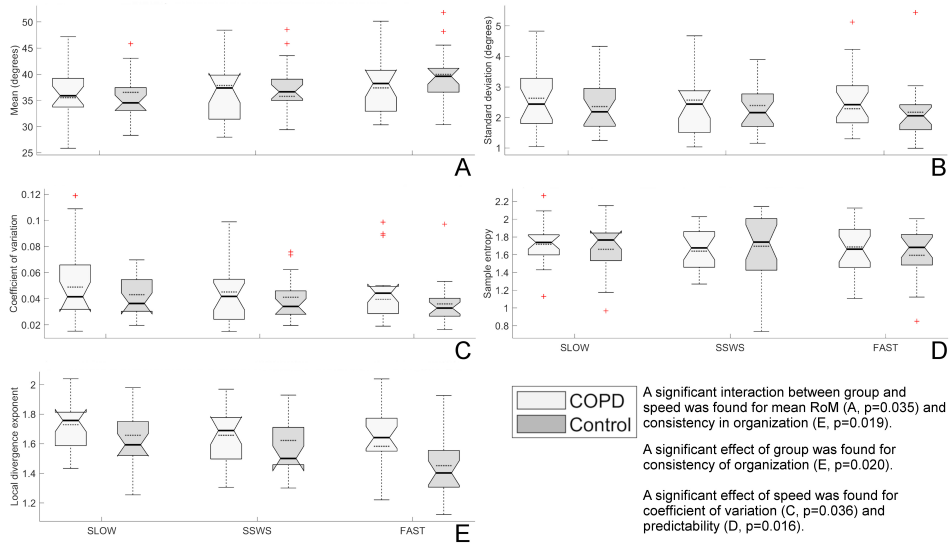 Mean (degrees)
50
45
40
35
30
25
A
Standard deviation (degrees)
5
4
3
2
1
B
Coefficient of variation
0.12
0.1
0.08
0.06
0.04
0.02
C
Sample entropy
2.2
2
1.8
1.6
1.4
1.2
1
0.8
SLOW SSWS FAST
D
Local divergence exponent
2
1.8
1.6
1.4
1.2
SLOW SSWS FAST
E
COPD
Control
A significant interaction between group and
speed was found for mean RoM (A, p=0.035) and
consistency in organization (E, p=0.019).
A significant effect of group was found for
consistency of organization (E, p=0.020).
A significant effect of speed was found for
coefficient of variation (C, p=0.036) and
predictability (D, p=0.016).